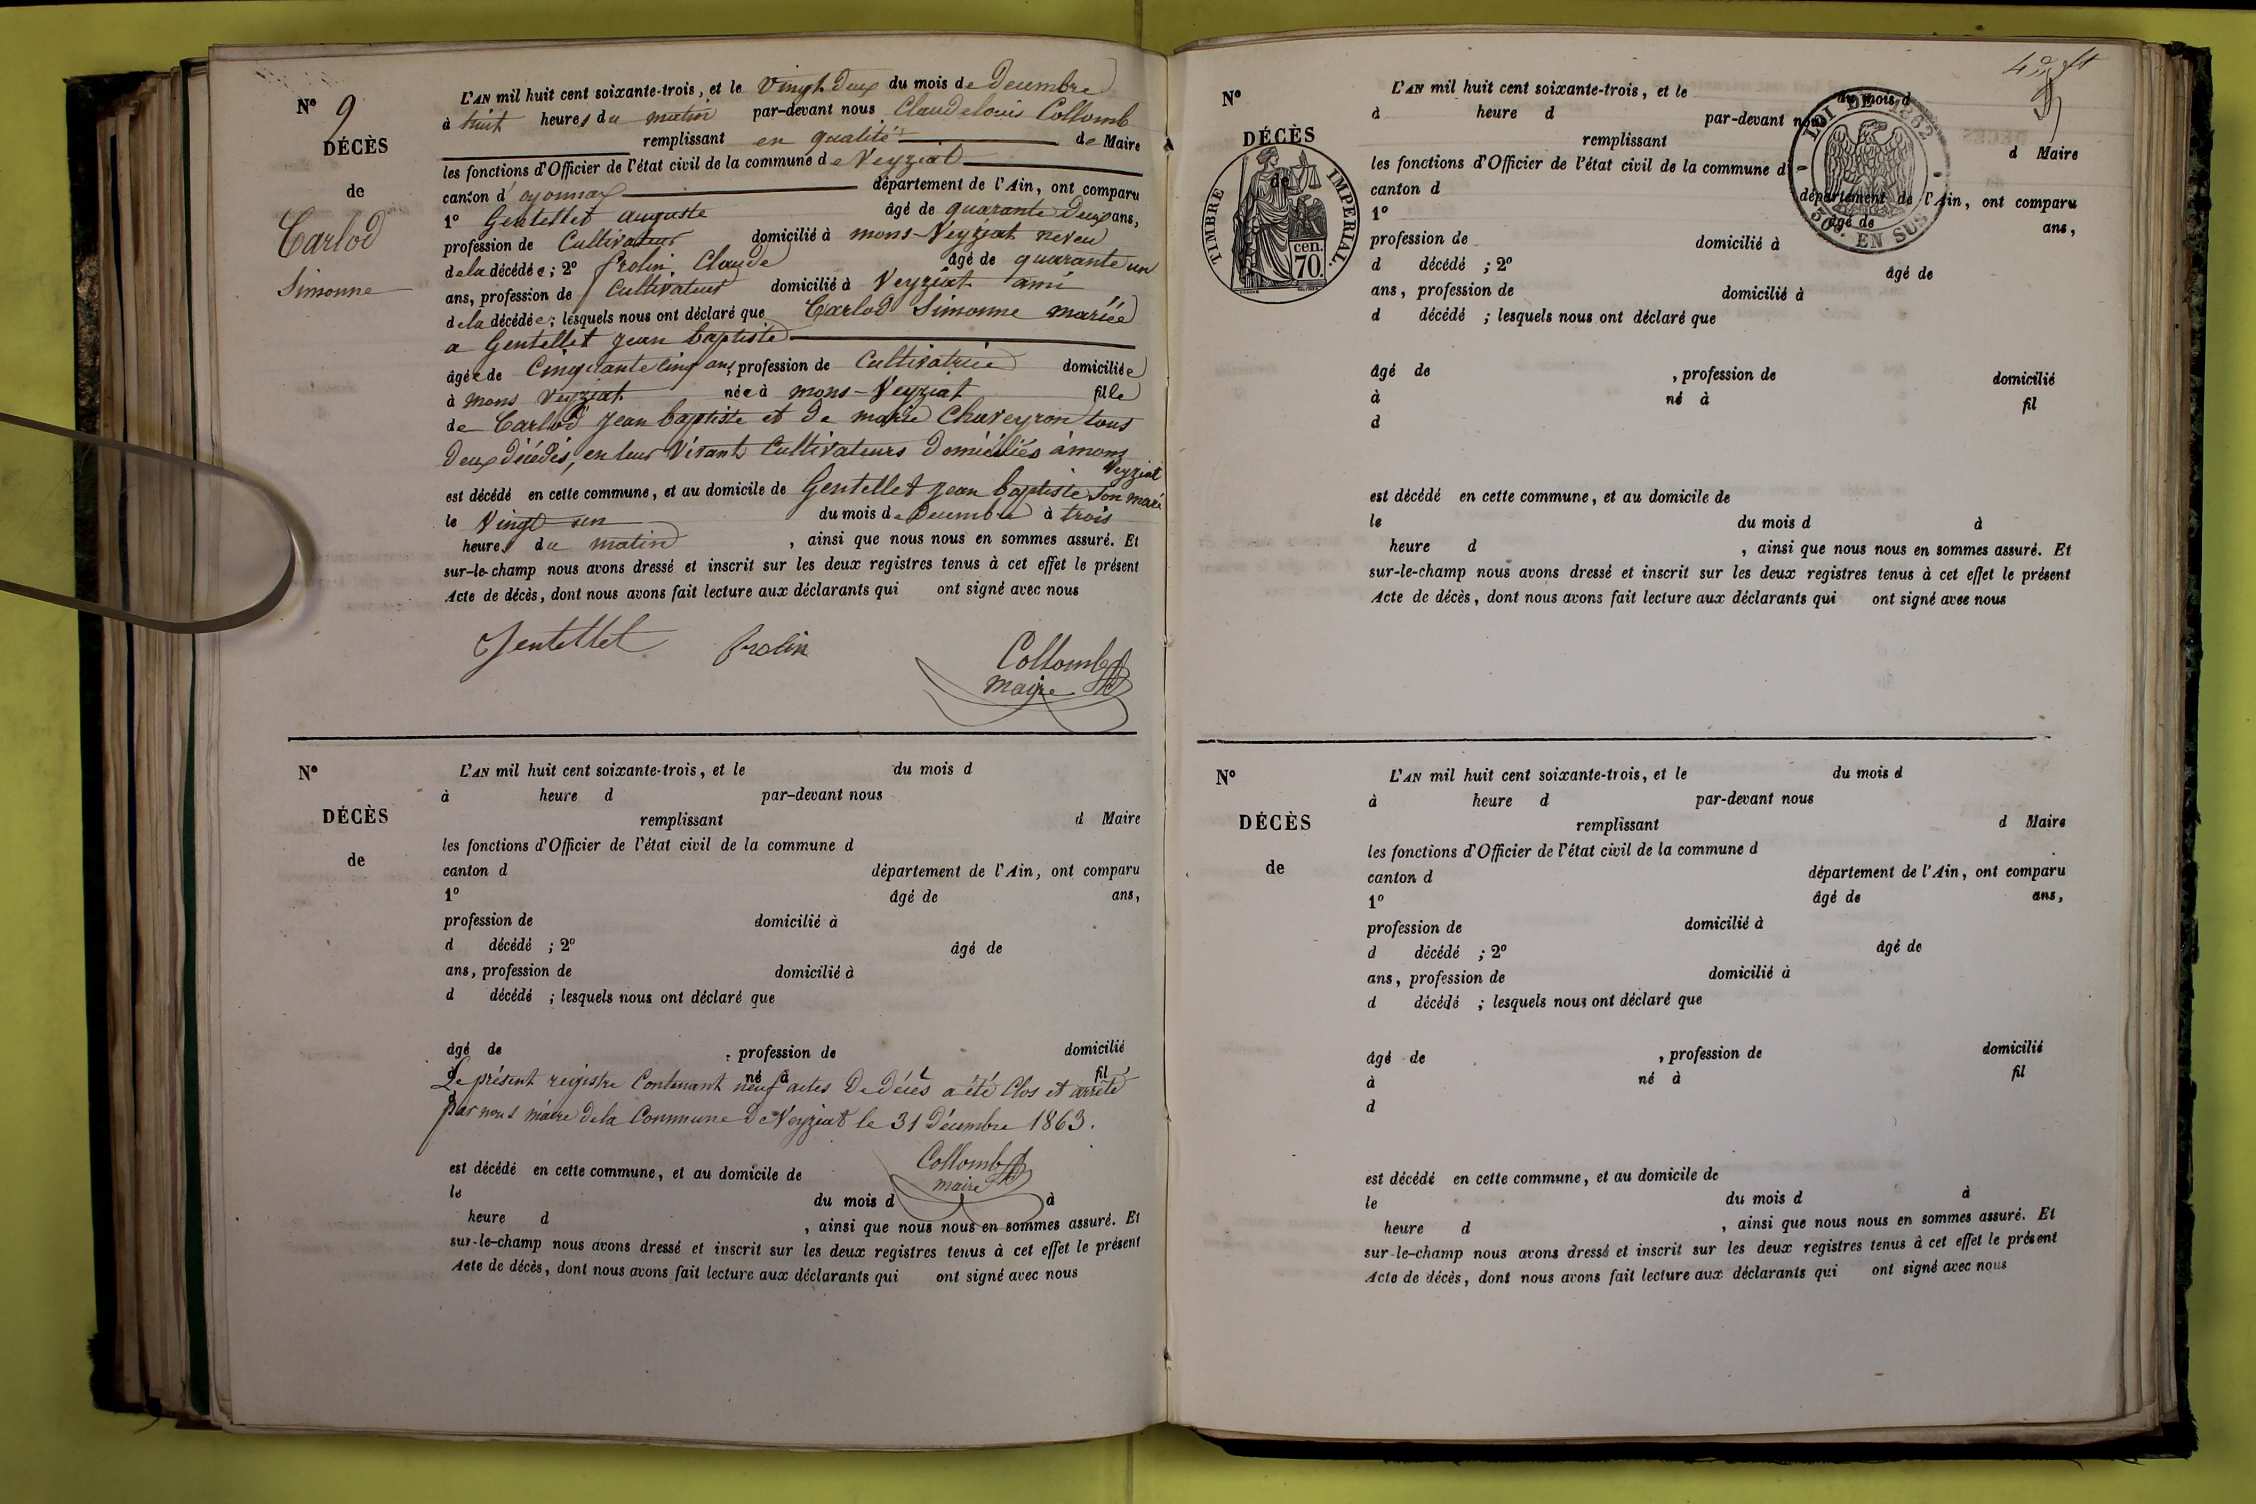 Nº 9
DÉCÈS
de
Carlod
Simonne
L'AN mil huit cent soixante-trois, et le vingt Deux du mois de Decembre
à huit heures du matin par-devant nous Claude Louis Collomb
remplissant en qualité de Maire
les fonctions d'Officier de l'état civil de la commune de Veyziat
canton d'oyonnax département de l'Ain, ont comparu
1º Gentellet auguste âgé de quarante Deux ans,
profession de Cultivateur domicilié à mons-Veyziat neveu
de la décédée; 2º frolin Claude âgé de quarante un
ans, profession de Cultivateur domicilié à Veyziat ami
de la décédée; lesquels nous ont déclaré que Carlod Simonne mariée
a Gentellet Jean baptiste
âgée de Cinquante cinq ans, profession de Cultivatrice domiciliée
à mons Veyziat née à mons-Veyziat fille
de Carlod Jean baptiste et de marie Chaveyron tous
Deux décédés, en leur Vivant Cultivateurs Domiciliés à mons
Veyziat
est décédé en cette commune, et au domicile de Gentellet Jean baptiste son mari
le Vingt un du mois de Decembre à trois
heures du matin, ainsi que nous nous en sommes assuré. Et
sur-le-champ nous avons dressé et inscrit sur les deux registres tenus à cet effet le présent
Acte de décès, dont nous avons fait lecture aux déclarants qui ont signé avec nous
Gentellet frolin Collomb
maire
Nº
DÉCÈS
de
L'AN mil huit cent soixante-trois, et le du mois d
à heure d par-devant nous
remplissant d Maire
les fonctions d'Officier de l'état civil de la commune d
canton d département de l'Ain, ont comparu
1º âgé de ans,
profession de domicilié à
d décédé ; 2º âgé de
ans, profession de domicilié à
d décédé ; lesquels nous ont déclaré que
âgé de , profession de domicilié
à né à fil
d
Le présent registre Contenant neuf actes De décès a été Clos et arrêté
par nous maire de la Commune De Veyziat le 31 Décembre 1863.
Collomb
maire
est décédé en cette commune, et au domicile de
le du mois d à
heure d , ainsi que nous nous en sommes assuré. Et
sur-le-champ nous avons dressé et inscrit sur les deux registres tenus à cet effet le présent
Acte de décès, dont nous avons fait lecture aux déclarants qui ont signé avec nous
Nº
DÉCÈS
de
TIMBRE IMPERIAL.
cen.
70.
LOI DE 1862
30c. EN SUS
L'AN mil huit cent soixante-trois, et le du mois d
à heure d par-devant nous
remplissant d Maire
les fonctions d'Officier de l'état civil de la commune d
canton d département de l'Ain, ont comparu
1º âgé de ans,
profession de domicilié à
d décédé ; 2º âgé de
ans, profession de domicilié à
d décédé ; lesquels nous ont déclaré que
âgé de , profession de domicilié
à né à fil
d
est décédé en cette commune, et au domicile de
le du mois d à
heure d , ainsi que nous nous en sommes assuré. Et
sur-le-champ nous avons dressé et inscrit sur les deux registres tenus à cet effet le présent
Acte de décès, dont nous avons fait lecture aux déclarants qui ont signé avec nous
Nº
DÉCÈS
de
L'AN mil huit cent soixante-trois, et le du mois d
à heure d par-devant nous
remplissant d Maire
les fonctions d'Officier de l'état civil de la commune d
canton d département de l'Ain, ont comparu
1º âgé de ans,
profession de domicilié à
d décédé ; 2º âgé de
ans, profession de domicilié à
d décédé ; lesquels nous ont déclaré que
âgé de , profession de domicilié
à né à fil
d
est décédé en cette commune, et au domicile de
le du mois d à
heure d , ainsi que nous nous en sommes assuré. Et
sur-le-champ nous avons dressé et inscrit sur les deux registres tenus à cet effet le présent
Acte de décès, dont nous avons fait lecture aux déclarants qui ont signé avec nous